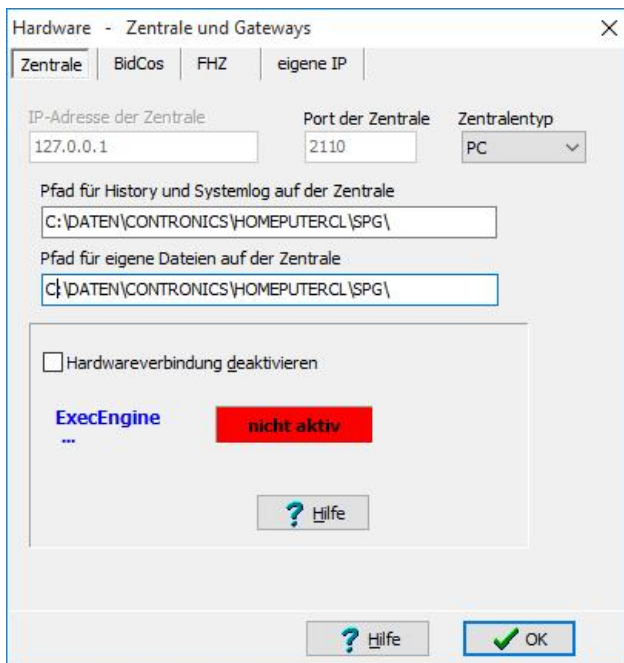 Hardware - Zentrale und Gateways
Zentrale BidCos FHZ eigene IP
IP-Adresse der Zentrale Port der Zentrale Zentralentyp
127.0.0.1 2110 PC
Pfad für History und Systemlog auf der Zentrale
C:\DATEN\CONTRONICS\HOMEPUTERCL\SPG\
Pfad für eigene Dateien auf der Zentrale
C:\DATEN\CONTRONICS\HOMEPUTERCL\SPG\
Hardwareverbindung deaktivieren
ExecEngine nicht aktiv
...
? Hilfe
? Hilfe OK